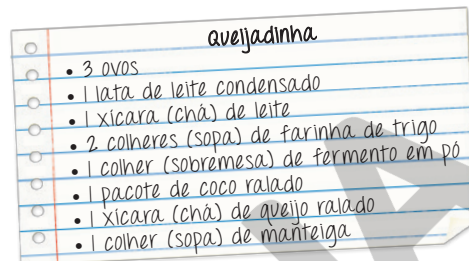 Queijadinha
• 3 ovos
• 1 lata de leite condensado
• 1 xícara (chá) de leite
• 2 colheres (sopa) de farinha de trigo
• 1 colher (sobremesa) de fermento em pó
• 1 pacote de coco ralado
• 1 xícara (chá) de queijo ralado
• 1 colher (sopa) de manteiga